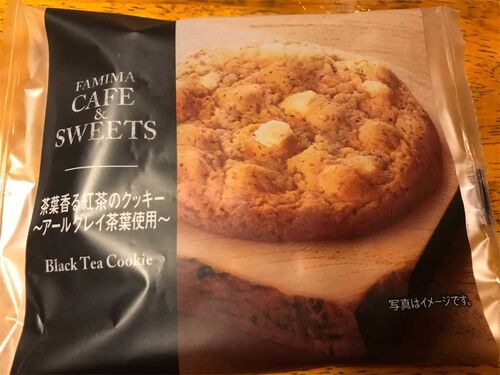 FAMIMA
CAFE
&
SWEETS
茶葉香る紅茶のクッキー
～アールグレイ茶葉使用～
Black Tea Cookie
写真はイメージです。